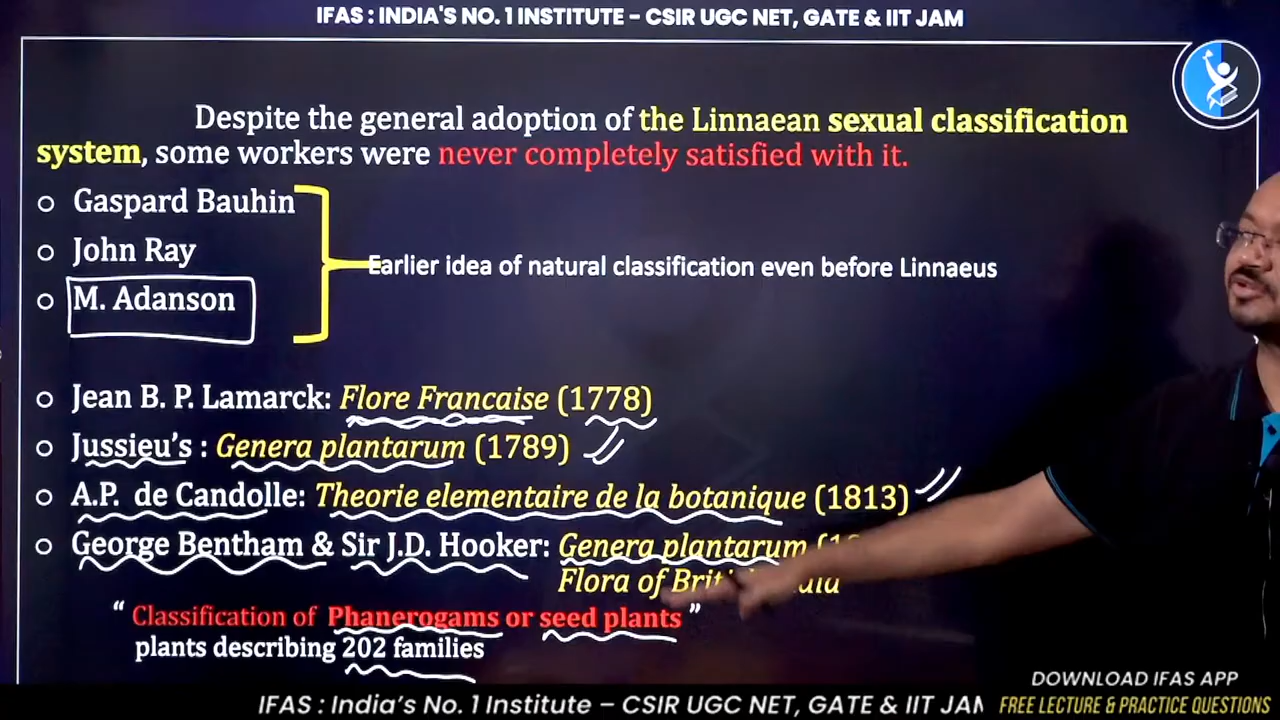 IFAS : INDIA'S NO. 1 INSTITUTE – CSIR UGC NET, GATE & IIT JAM
Despite the general adoption of the Linnaean sexual classification
system, some workers were never completely satisfied with it.
o Gaspard Bauhin
o John Ray
o M. Adanson
Earlier idea of natural classification even before Linnaeus
o Jean B. P. Lamarck: Flore Francaise (1778)
o Jussieu's : Genera plantarum (1789)
o A.P. de Candolle: Theorie elementaire de la botanique (1813)
o George Bentham & Sir J.D. Hooker: Genera plantarum
Flora of
“ Classification of Phanerogams or seed plants ”
plants describing 202 families
DOWNLOAD IFAS APP
IFAS : India's No. 1 Institute – CSIR UGC NET, GATE & IIT JAM
FREE LECTURE & PRACTICE QUESTIONS